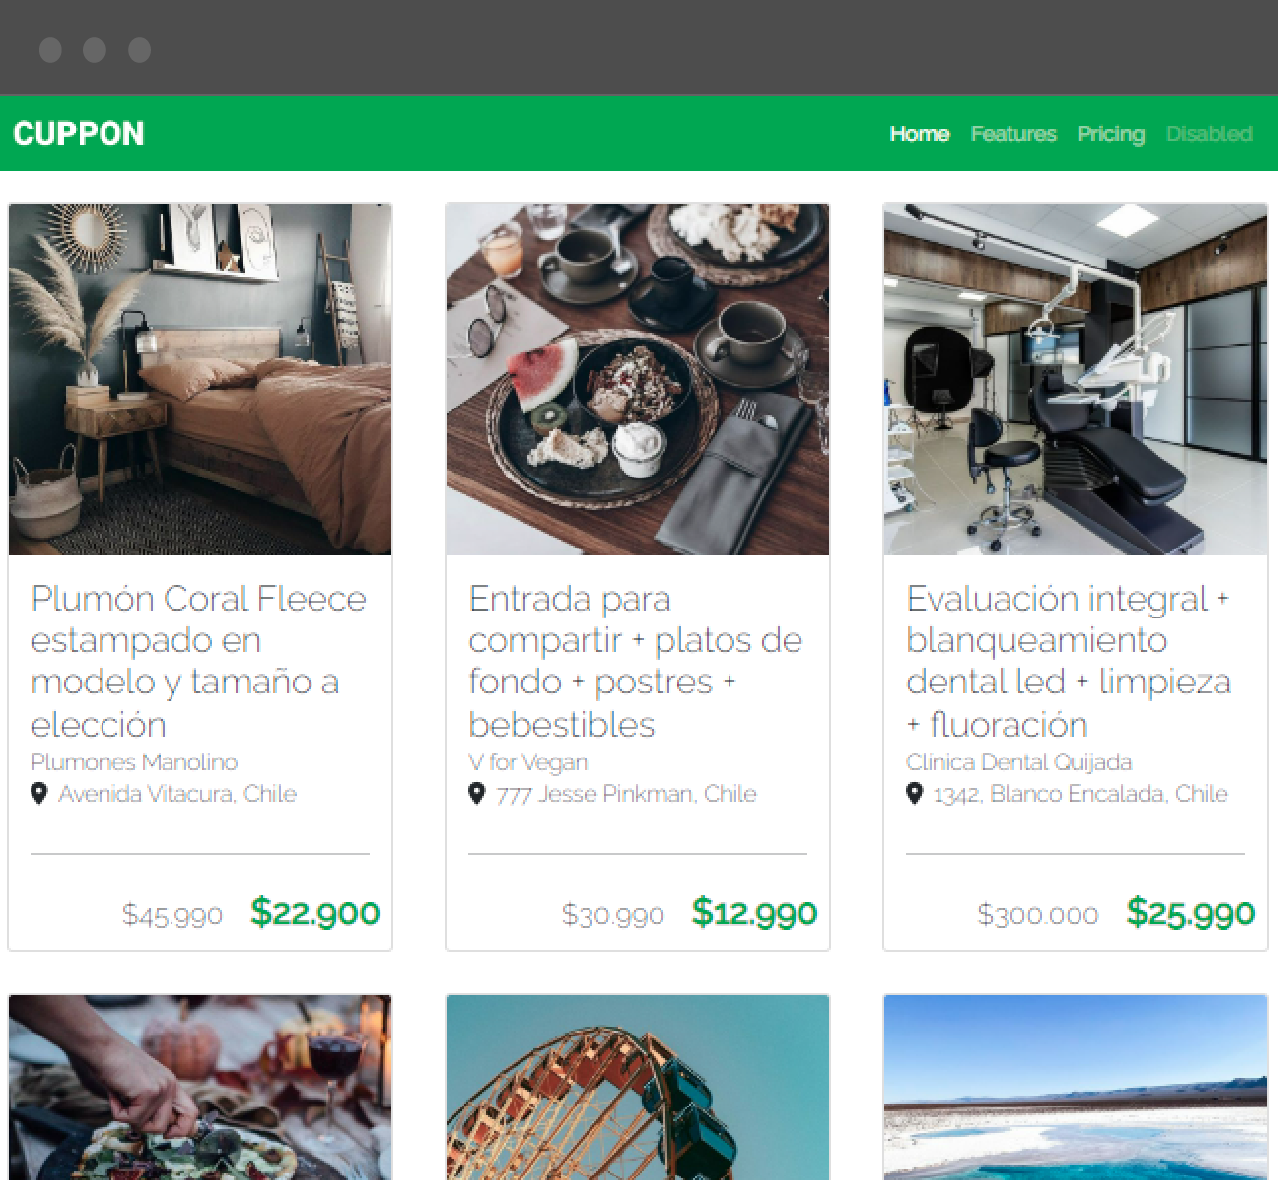 CUPPON
Home Features Pricing Disabled
Plumón Coral Fleece
estampado en
modelo y tamaño a
elección
Plumones Manolino
Avenida Vitacura, Chile
$45.990 $22.900
Entrada para
compartir + platos de
fondo + postres +
bebestibles
V for Vegan
777 Jesse Pinkman, Chile
$30.990 $12.990
Evaluación integral +
blanqueamiento
dental led + limpieza
+ fluoración
Clínica Dental Quijada
1342, Blanco Encalada, Chile
$300.000 $25.990